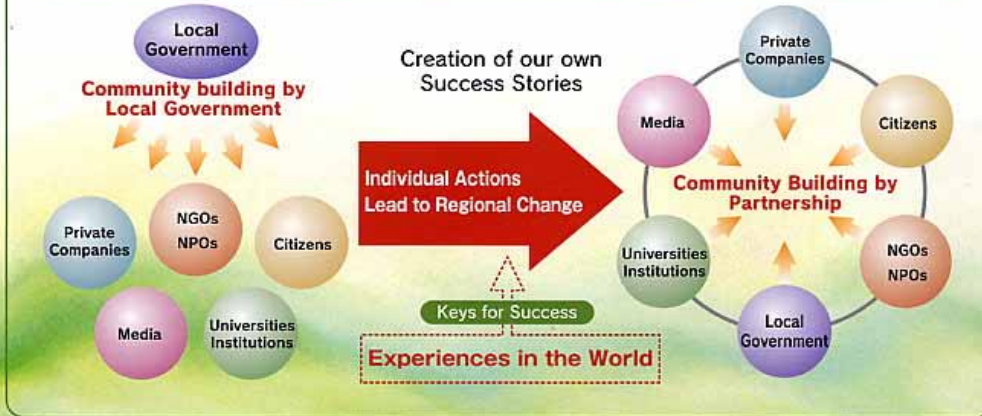 Local
Government
Community building by
Local Government
Private
Companies
NGOs
NPOs
Citizens
Media
Universities
Institutions
Creation of our own
Success Stories
Individual Actions
Lead to Regional Change
Keys for Success
Experiences in the World
Private
Companies
Media
Citizens
Community Building by
Partnership
Universities
Institutions
NGOs
NPOs
Local
Government